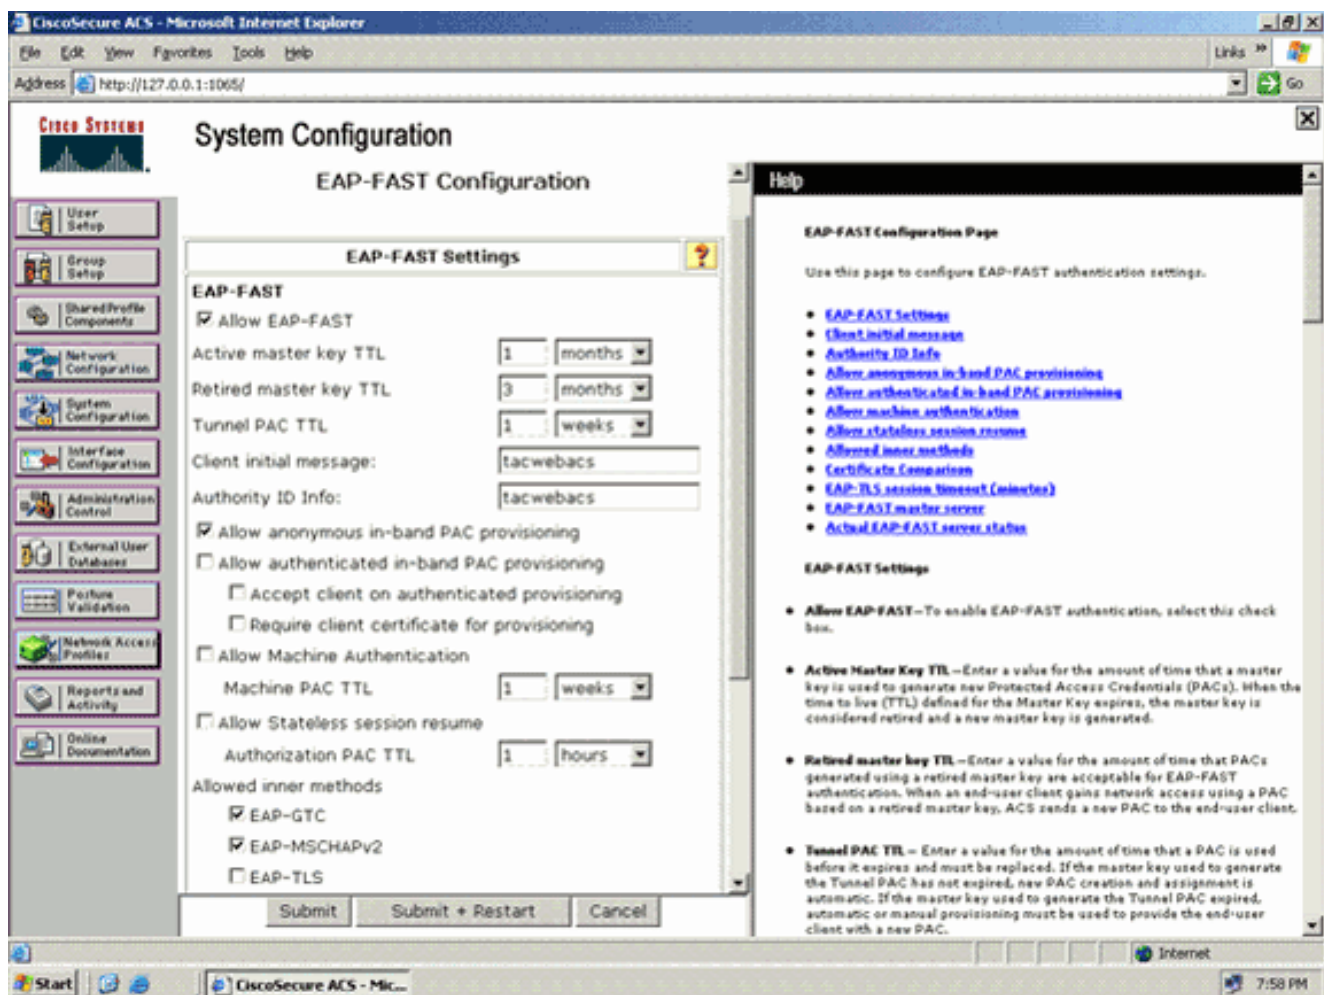 CiscoSecure ACS - Microsoft Internet Explorer
File Edit View Favorites Tools Help
Links »
Address http://127.0.0.1:1065/
Go
CISCO SYSTEMS
System Configuration
EAP-FAST Configuration
User Setup
Group Setup
Shared Profile Components
Network Configuration
System Configuration
Interface Configuration
Administration Control
External User Databases
Posture Validation
Network Access Profiles
Reports and Activity
Online Documentation
EAP-FAST Settings
?
EAP-FAST
Allow EAP-FAST
Active master key TTL 1 months
Retired master key TTL 3 months
Tunnel PAC TTL 1 weeks
Client initial message: tacwebacs
Authority ID Info: tacwebacs
Allow anonymous in-band PAC provisioning
Allow authenticated in-band PAC provisioning
Accept client on authenticated provisioning
Require client certificate for provisioning
Allow Machine Authentication
Machine PAC TTL 1 weeks
Allow Stateless session resume
Authorization PAC TTL 1 hours
Allowed inner methods
EAP-GTC
EAP-MSCHAPv2
EAP-TLS
Submit Submit + Restart Cancel
Help
EAP-FAST Configuration Page
Use this page to configure EAP-FAST authentication settings.
• EAP-FAST Settings
• Client initial message
• Authority ID Info
• Allow anonymous in-band PAC provisioning
• Allow authenticated in-band PAC provisioning
• Allow machine authentication
• Allow stateless session resume
• Allowed inner methods
• Certificate Comparison
• EAP-TLS session timeout (minutes)
• EAP-FAST master server
• Actual EAP-FAST server status
EAP-FAST Settings
• Allow EAP-FAST—To enable EAP-FAST authentication, select this check
box.
• Active Master Key TTL—Enter a value for the amount of time that a master
key is used to generate new Protected Access Credentials (PACs). When the
time to live (TTL) defined for the Master Key expires, the master key is
considered retired and a new master key is generated.
• Retired master key TTL—Enter a value for the amount of time that PACs
generated using a retired master key are acceptable for EAP-FAST
authentication. When an end-user client gains network access using a PAC
based on a retired master key, ACS sends a new PAC to the end-user client.
• Tunnel PAC TTL— Enter a value for the amount of time that a PAC is used
before it expires and must be replaced. If the master key used to generate
the Tunnel PAC has not expired, new PAC creation and assignment is
automatic. If the master key used to generate the Tunnel PAC expired,
automatic or manual provisioning must be used to provide the end-user
client with a new PAC.
Internet
Start
CiscoSecure ACS - Mic...
7:58 PM